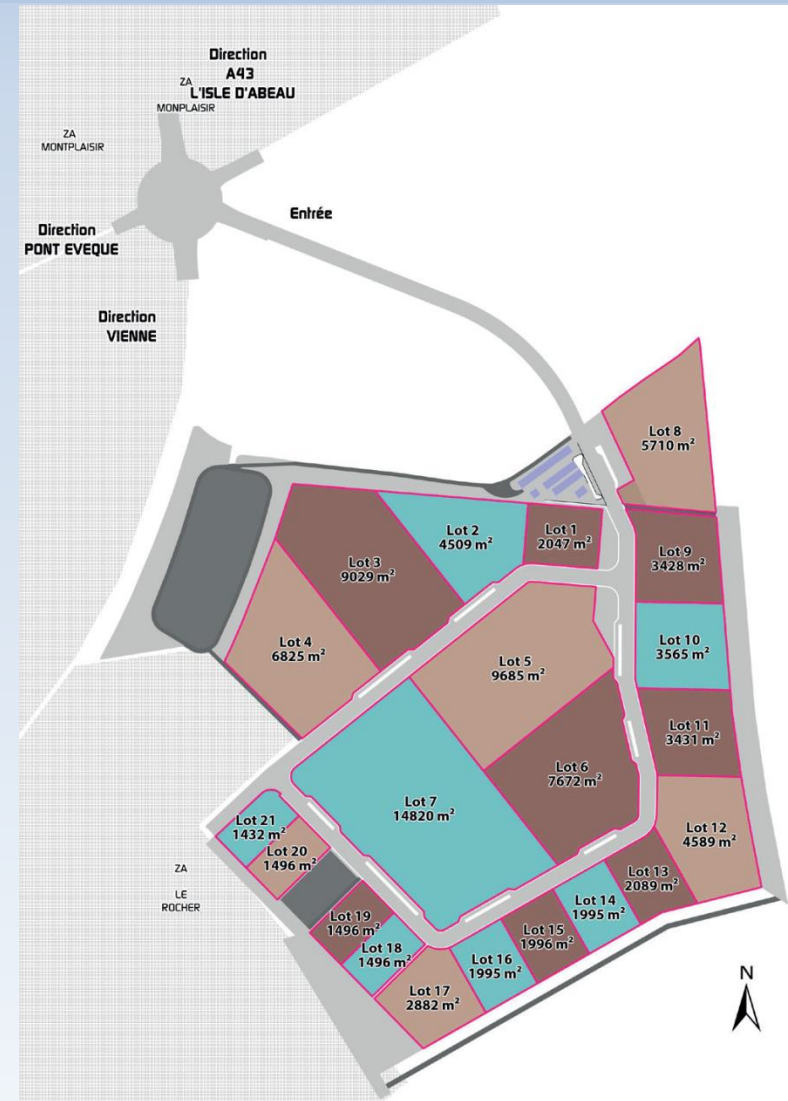 Direction
A43
ZA
L'ISLE D'ABEAU
MONPLAISIR
ZA
MONTPLAISIR
Entrée
Direction
PONT EVEQUE
Direction
VIENNE
Lot 8
5710 m²
Lot 1
2047 m²
Lot 2
4509 m²
Lot 3
9029 m²
Lot 9
3428 m²
Lot 4
6825 m²
Lot 10
3565 m²
Lot 5
9685 m²
Lot 11
3431 m²
Lot 6
7672 m²
Lot 7
14820 m²
Lot 12
4589 m²
Lot 21
1432 m²
Lot 20
1496 m²
Lot 13
2089 m²
ZA
LE
ROCHER
Lot 14
1995 m²
Lot 19
1496 m²
Lot 15
1996 m²
Lot 18
1496 m²
Lot 16
1995 m²
Lot 17
2882 m²
N